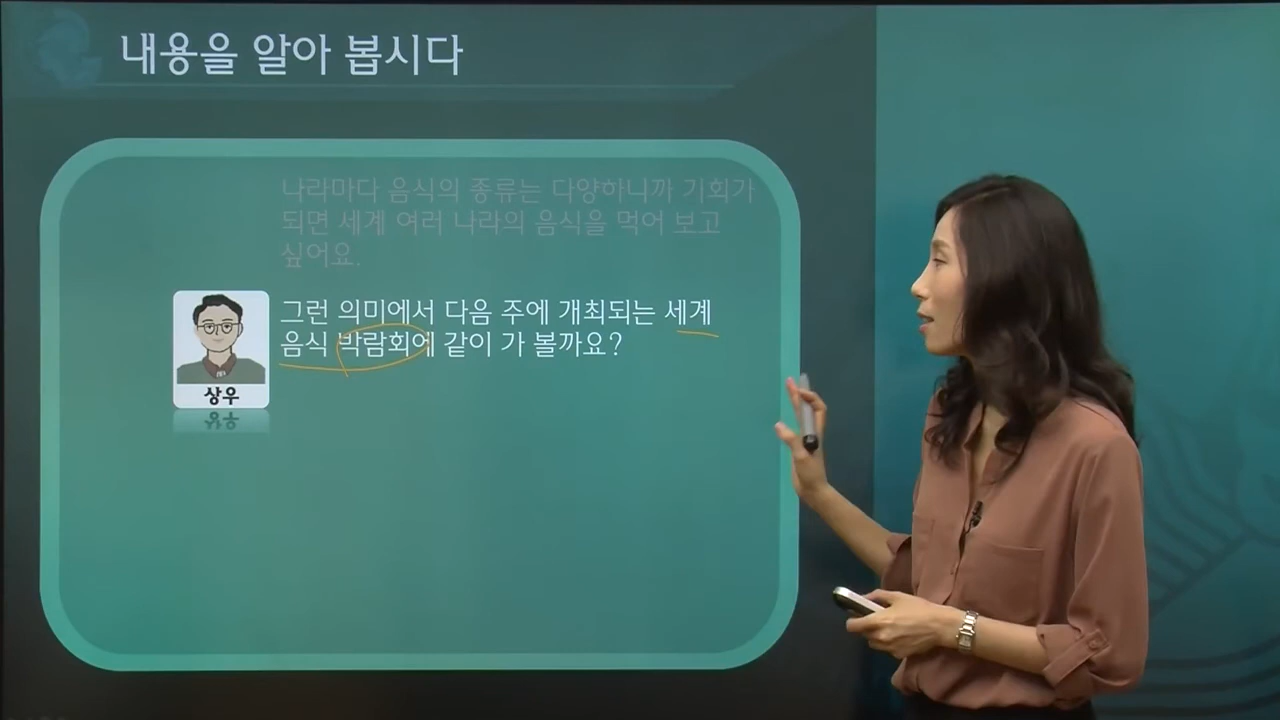 내용을 알아 봅시다
나라마다 음식의 종류는 다양하니까 기회가
되면 세계 여러 나라의 음식을 먹어 보고
싶어요.
그런 의미에서 다음 주에 개최되는 세계
음식 박람회에 같이 가 볼까요?
상우